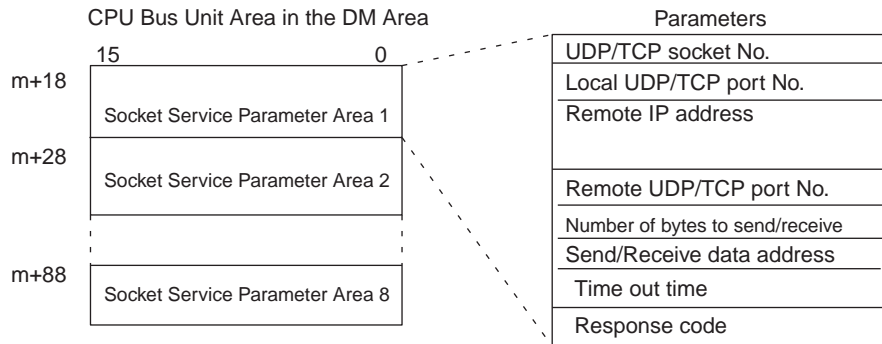 CPU Bus Unit Area in the DM Area
15 0
m+18
Socket Service Parameter Area 1
m+28
Socket Service Parameter Area 2
m+88
Socket Service Parameter Area 8
Parameters
UDP/TCP socket No.
Local UDP/TCP port No.
Remote IP address
Remote UDP/TCP port No.
Number of bytes to send/receive
Send/Receive data address
Time out time
Response code